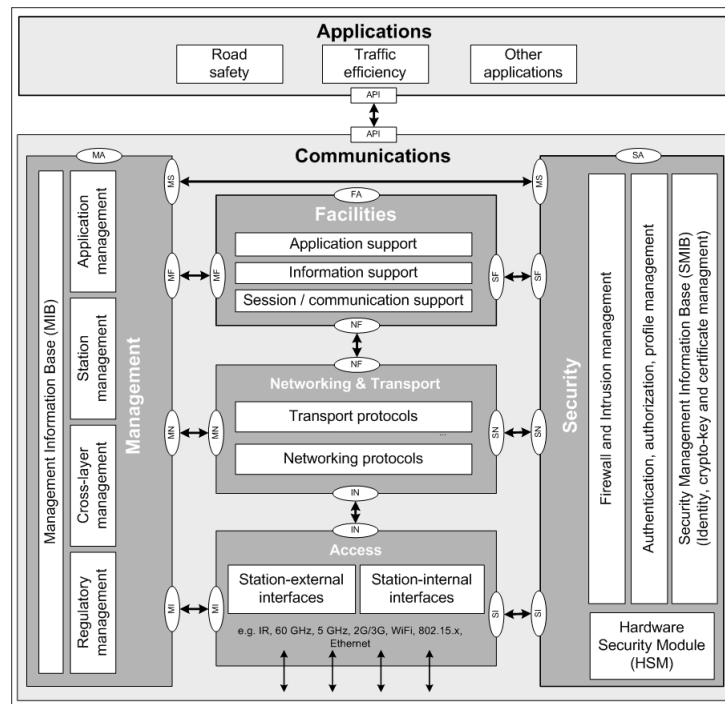 Applications
Road
safety
Traffic
efficiency
Other
applications
API
API
Communications
MA
SA
MS
MS
Management Information Base (MIB)
Application
management
Station
management
Cross-layer
management
Regulatory
management
Management
FA
Facilities
Application support
Information support
Session / communication support
MF
MF
SF
SF
NF
NF
Networking & Transport
Transport protocols
...
Networking protocols
MN
MN
SN
SN
IN
IN
Access
Station-external
interfaces
Station-internal
interfaces
e.g. IR, 60 GHz, 5 GHz, 2G/3G, WiFi, 802.15.x,
Ethernet
MI
MI
SI
SI
Security
Firewall and Intrusion management
Authentication, authorization, profile management
Security Management Information Base (SMIB)
(Identity, crypto-key and certificate managment)
Hardware
Security Module
(HSM)